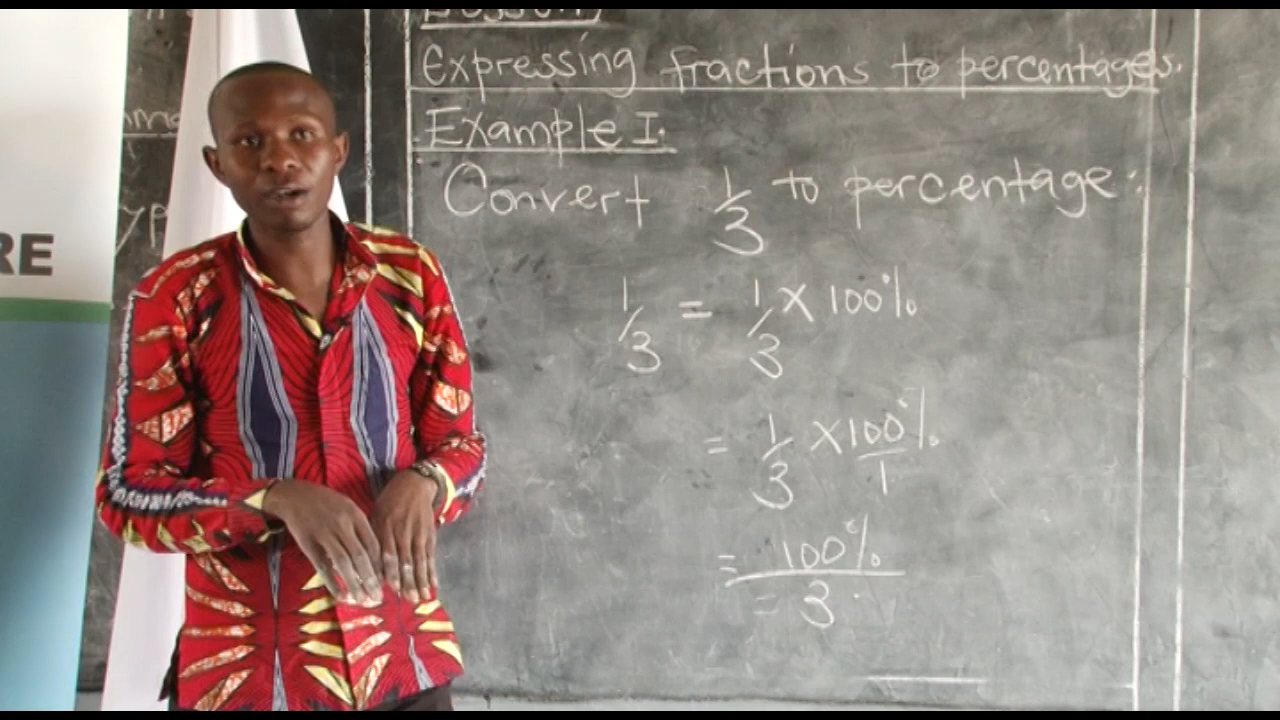 Expressing fractions to percentages.
Example I.
Convert 1/3 to percentage:
1/3 = 1/3 X 100%
= 1/3 X 100%/1
= 100%
= 3.
RE